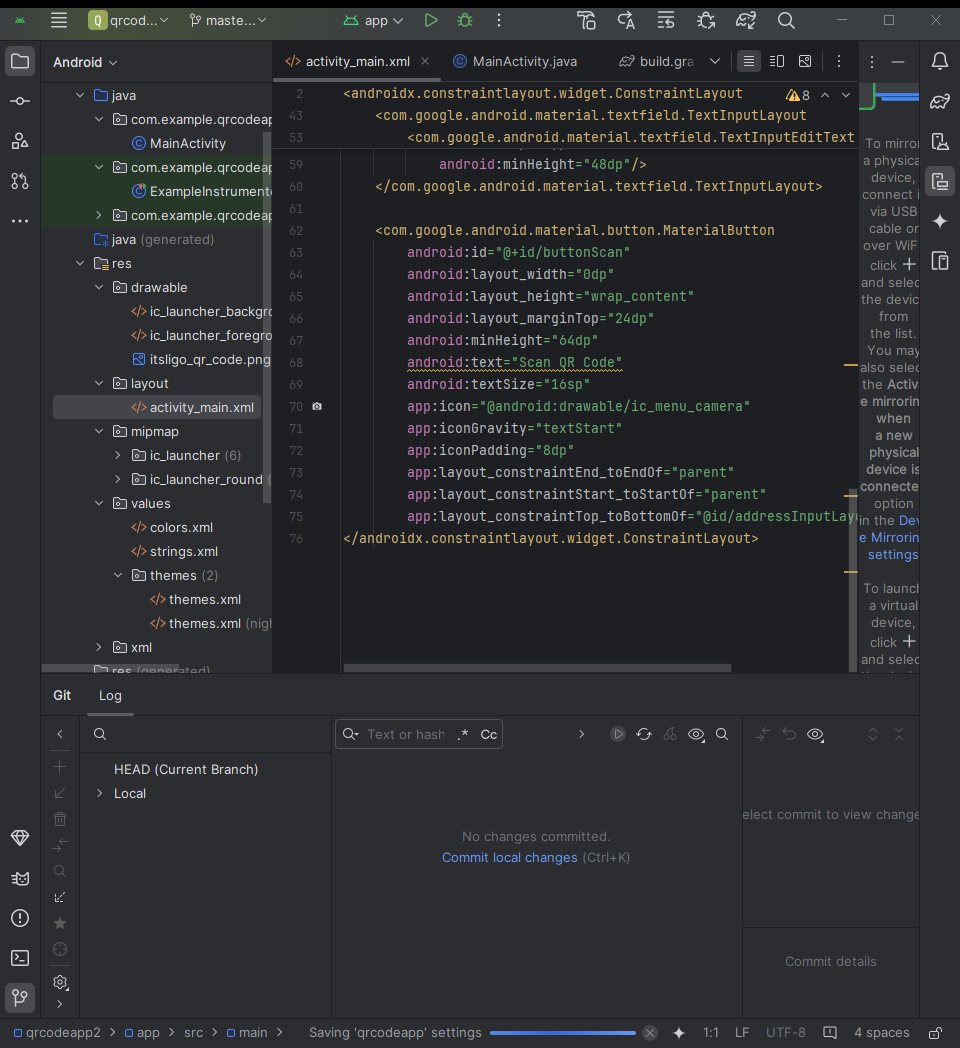 Q qrcod...
maste...
app
Android
activity_main.xml
MainActivity.java
build.gra
java
com.example.qrcodeap
MainActivity
com.example.qrcodeap
ExampleInstrument
com.example.qrcodeap
java (generated)
res
drawable
ic_launcher_backgro
ic_launcher_foregro
itsligo_qr_code.png
layout
activity_main.xml
mipmap
ic_launcher (6)
ic_launcher_round (
values
colors.xml
strings.xml
themes (2)
themes.xml
themes.xml (nigh
xml
res (generated)
8
2 <androidx.constraintlayout.widget.ConstraintLayout
43 <com.google.android.material.textfield.TextInputLayout
53 <com.google.android.material.textfield.TextInputEditText
59 android:minHeight="48dp"/>
60 </com.google.android.material.textfield.TextInputLayout>
61
62 <com.google.android.material.button.MaterialButton
63 android:id="@+id/buttonScan"
64 android:layout_width="0dp"
65 android:layout_height="wrap_content"
66 android:layout_marginTop="24dp"
67 android:minHeight="64dp"
68 android:text="Scan QR Code"
69 android:textSize="16sp"
70 app:icon="@android:drawable/ic_menu_camera"
71 app:iconGravity="textStart"
72 app:iconPadding="8dp"
73 app:layout_constraintEnd_toEndOf="parent"
74 app:layout_constraintStart_toStartOf="parent"
75 app:layout_constraintTop_toBottomOf="@id/addressInputLayo
76 </androidx.constraintlayout.widget.ConstraintLayout>
To mirror
a physica
device,
connect i
via USB
cable or
over WiF
click +
and selec
the devic
from
the list.
You may
also selec
the Activ
e mirrorin
when
a new
physical
device is
connecte
option
in the Dev
e Mirrorin
settings
To launch
a virtual
device,
click +
and selec
Git
Log
Text or hash
.*
Cc
HEAD (Current Branch)
Local
No changes committed.
Commit local changes (Ctrl+K)
elect commit to view change
Commit details
qrcodeapp2 > app > src > main >
Saving 'qrcodeapp' settings
1:1
LF
UTF-8
4 spaces